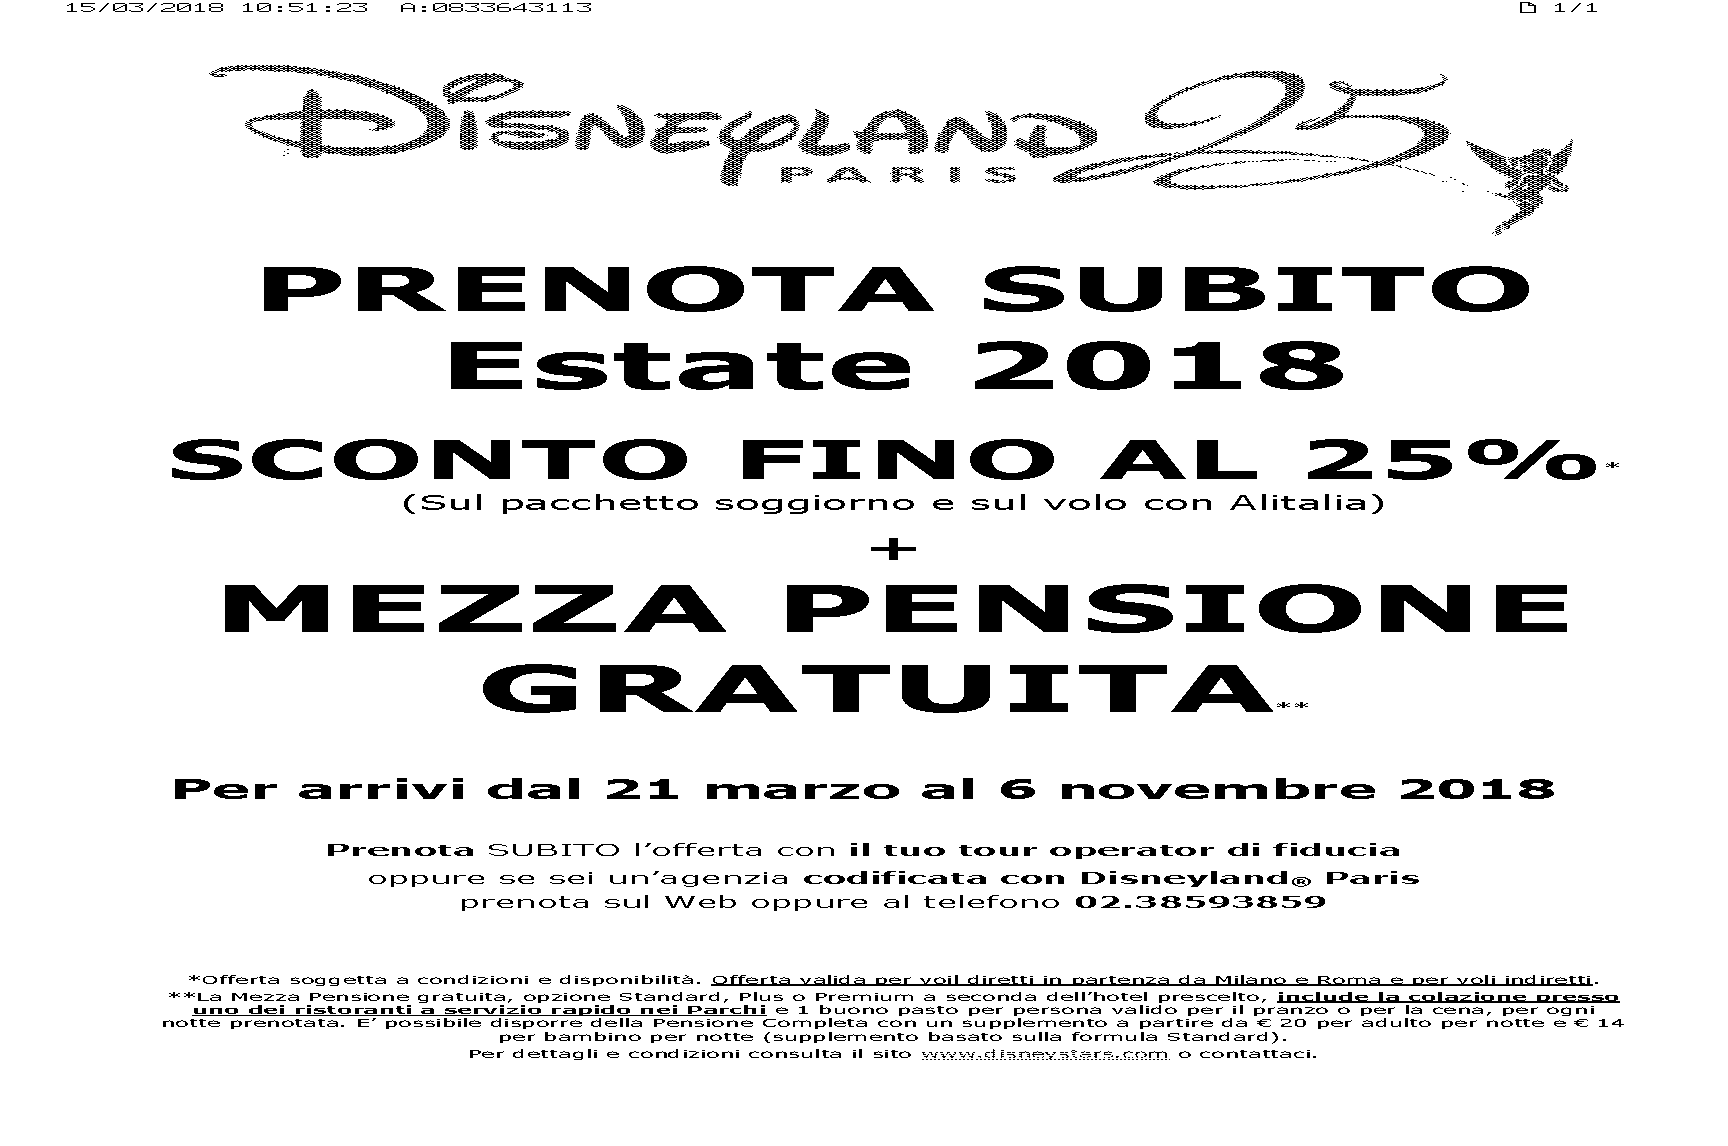 15/03/2018 10:51:23 A:0833643113 1/1
DISNEYLAND 25
PARIS
PRENOTA SUBITO
Estate 2018
SCONTO FINO AL 25%*
(Sul pacchetto soggiorno e sul volo con Alitalia)
+
MEZZA PENSIONE
GRATUITA**
Per arrivi dal 21 marzo al 6 novembre 2018
Prenota SUBITO l’offerta con il tuo tour operator di fiducia
oppure se sei un’agenzia codificata con Disneyland® Paris
prenota sul Web oppure al telefono 02.38593859
*Offerta soggetta a condizioni e disponibilità. Offerta valida per voil diretti in partenza da Milano e Roma e per voli indiretti.
**La Mezza Pensione gratuita, opzione Standard, Plus o Premium a seconda dell’hotel prescelto, include la colazione presso
uno dei ristoranti a servizio rapido nei Parchi e 1 buono pasto per persona valido per il pranzo o per la cena, per ogni
notte prenotata. E’ possibile disporre della Pensione Completa con un supplemento a partire da € 20 per adulto per notte e € 14
per bambino per notte (supplemento basato sulla formula Standard).
Per dettagli e condizioni consulta il sito www.disneystars.com o contattaci.